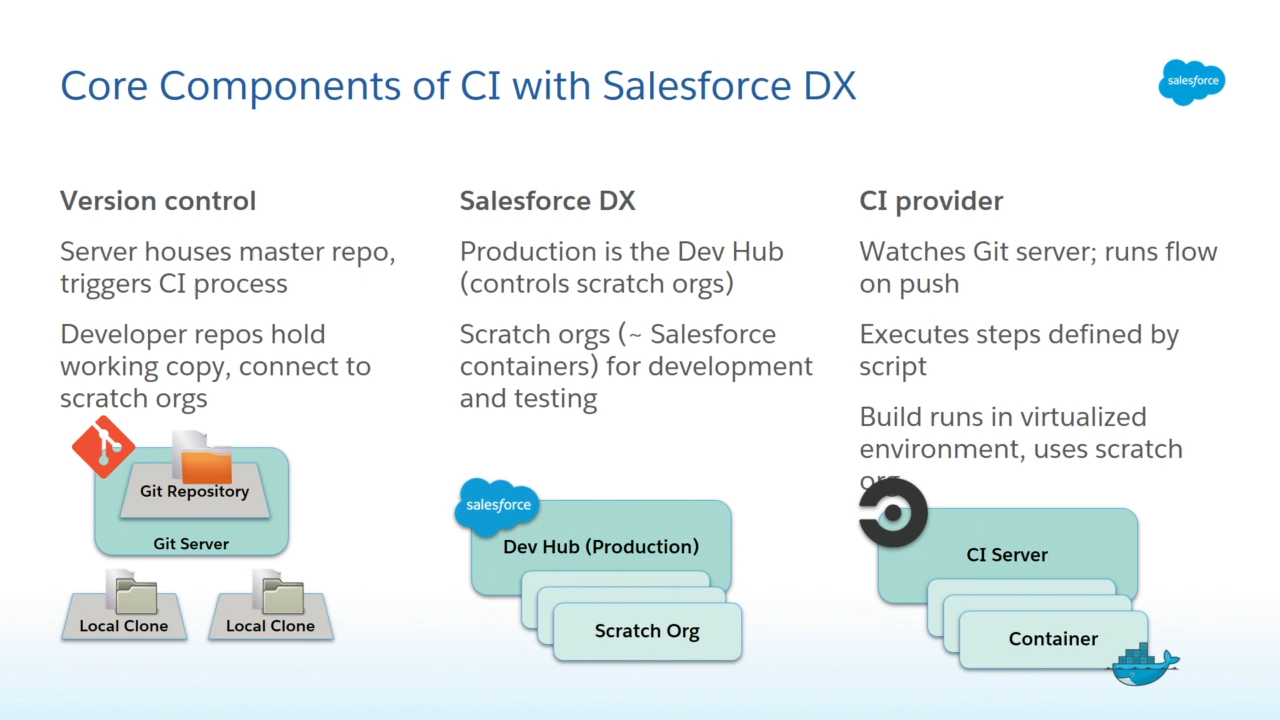 Core Components of CI with Salesforce DX
salesforce
Version control
Server houses master repo,
triggers CI process
Developer repos hold
working copy, connect to
scratch orgs
Git Repository
Git Server
Local Clone
Local Clone
Salesforce DX
Production is the Dev Hub
(controls scratch orgs)
Scratch orgs (~ Salesforce
containers) for development
and testing
salesforce
Dev Hub (Production)
Scratch Org
CI provider
Watches Git server; runs flow
on push
Executes steps defined by
script
Build runs in virtualized
environment, uses scratch
org
CI Server
Container